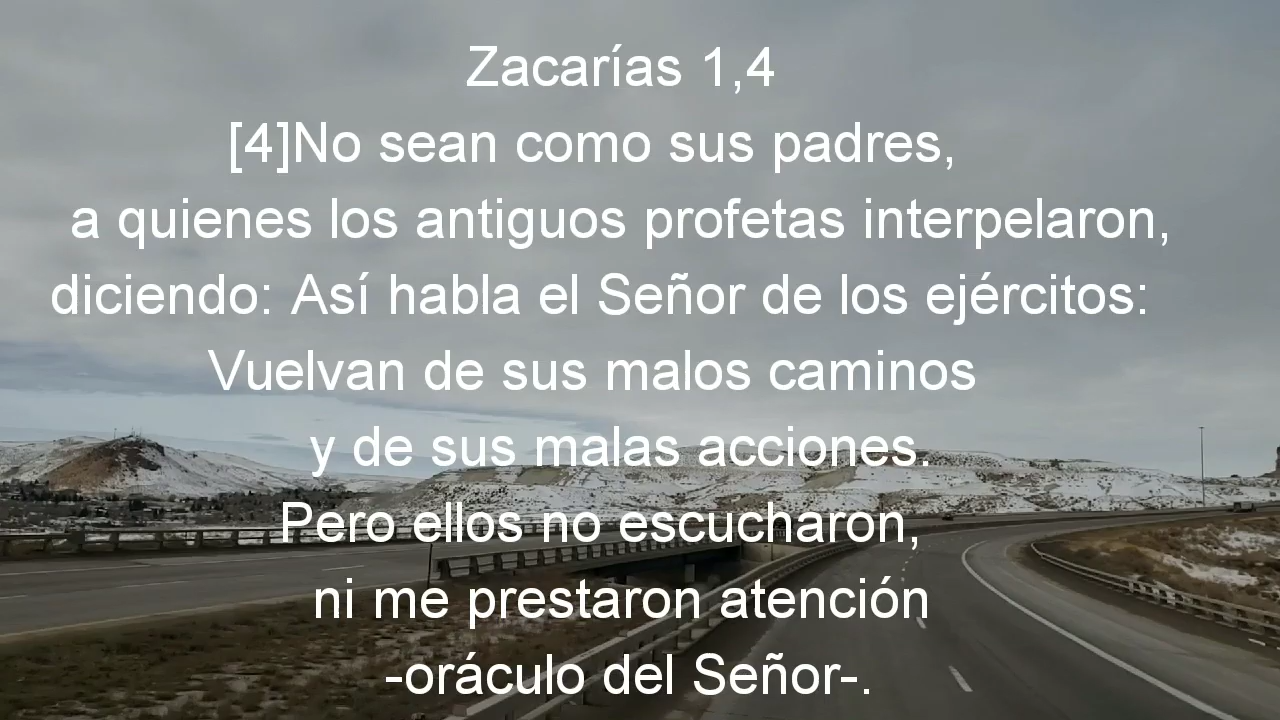 Zacarías 1,4
[4]No sean como sus padres,
a quienes los antiguos profetas interpelaron,
diciendo: Así habla el Señor de los ejércitos:
Vuelvan de sus malos caminos
y de sus malas acciones.
Pero ellos no escucharon,
ni me prestaron atención
-oráculo del Señor-.